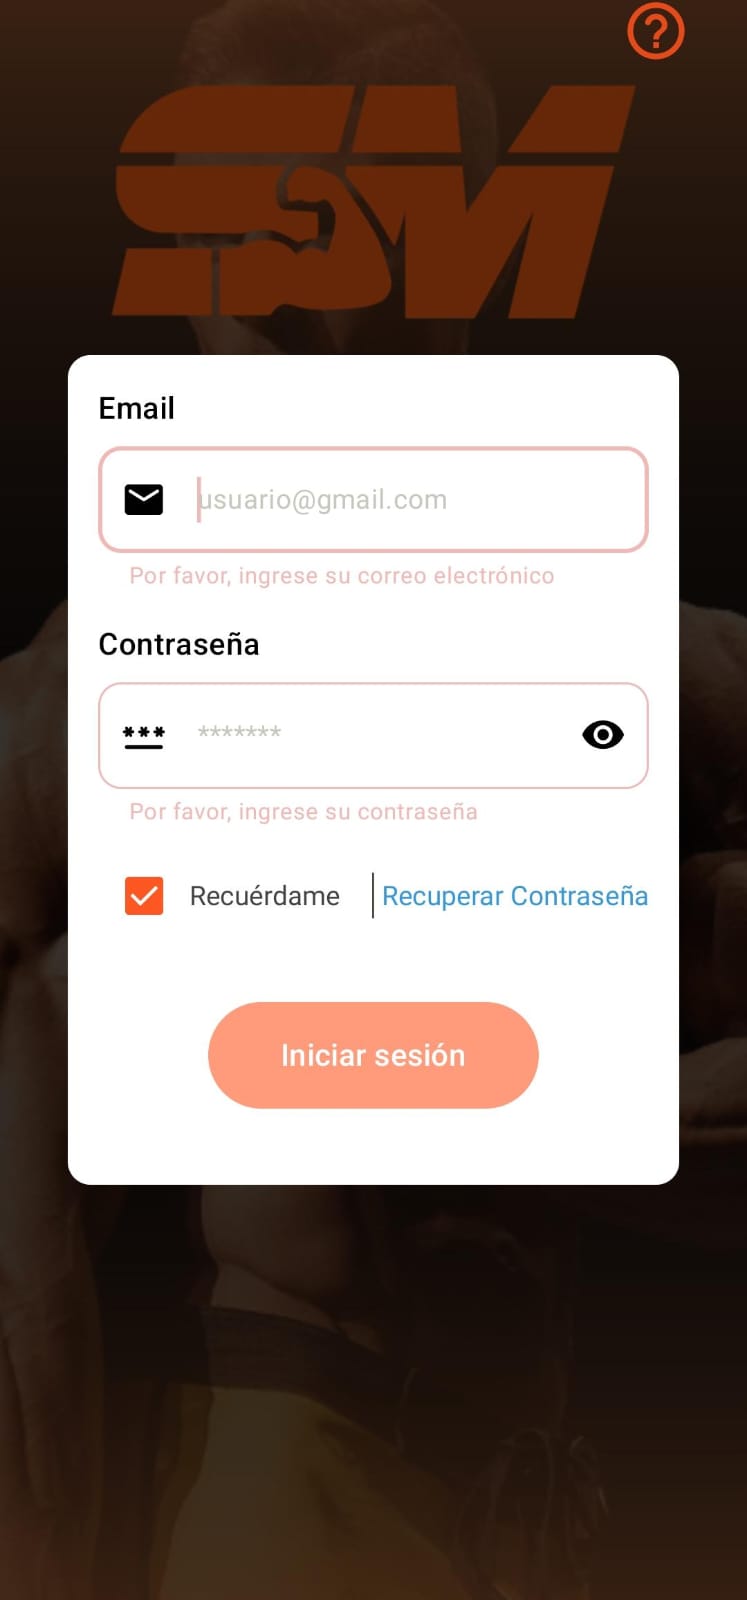 ?
SM
Email
usuario@gmail.com
Por favor, ingrese su correo electrónico
Contraseña
***
*******
Por favor, ingrese su contraseña
Recuérdame
Recuperar Contraseña
Iniciar sesión